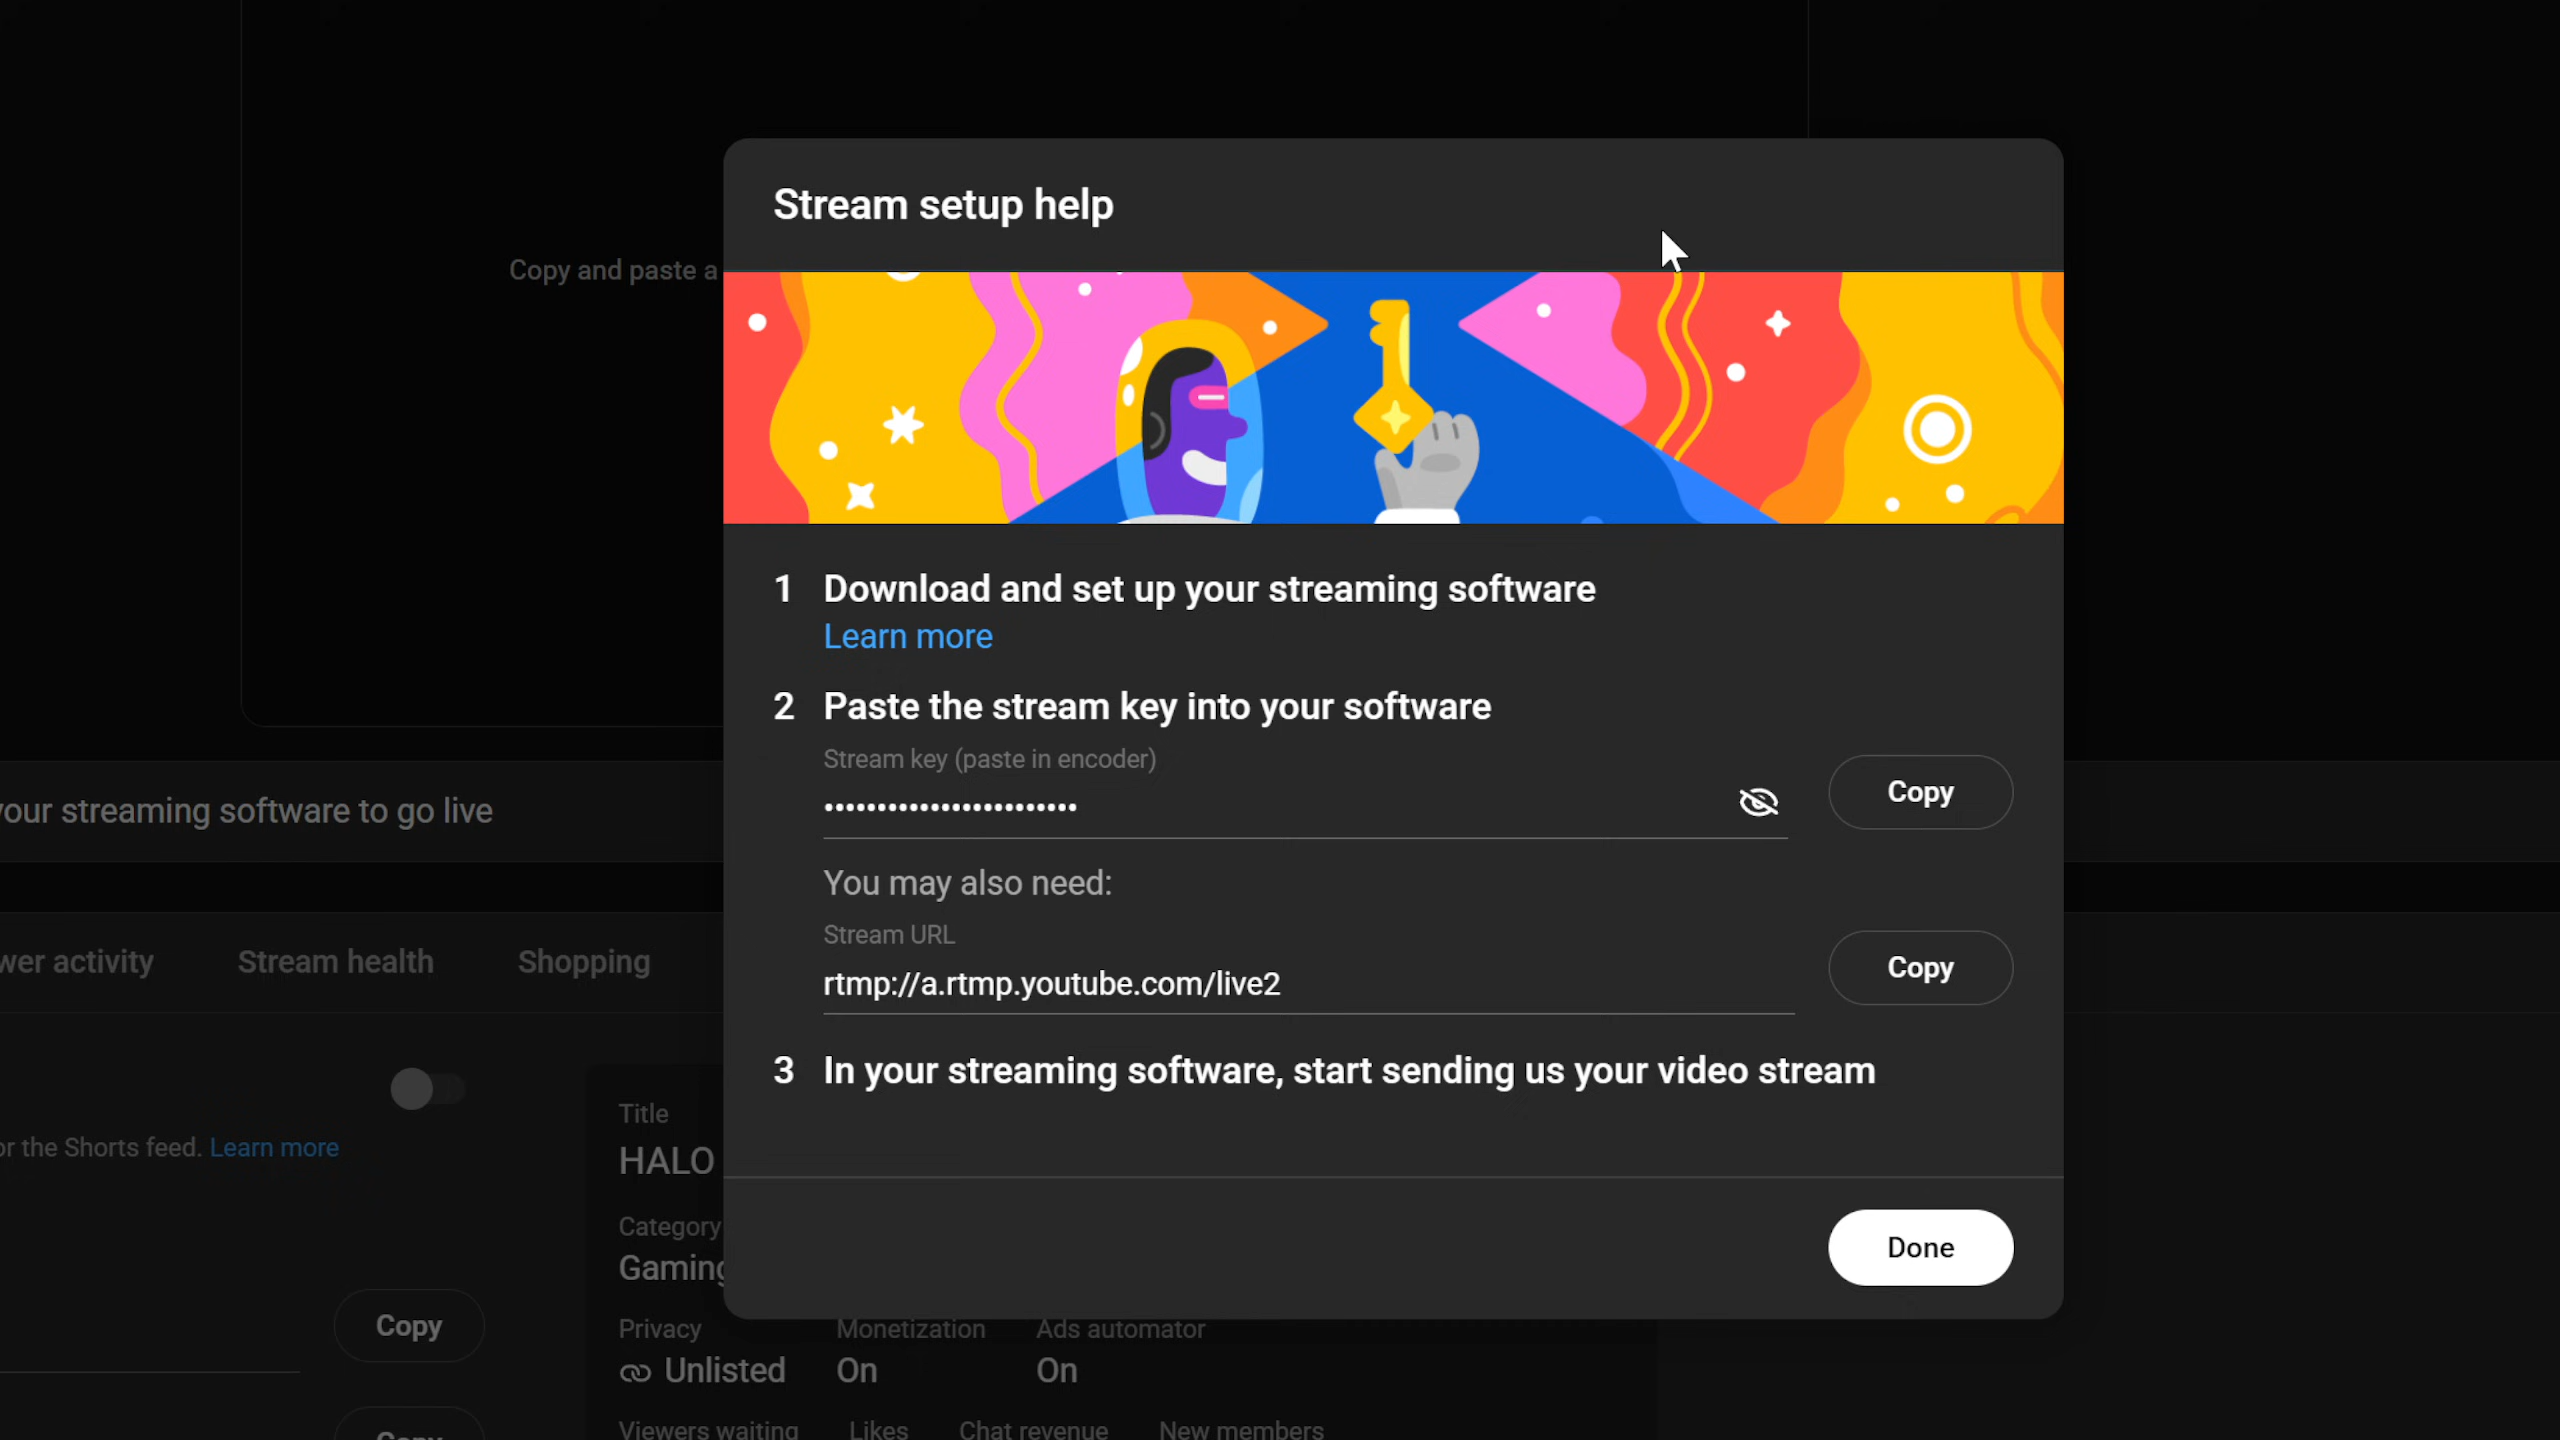 Stream setup help
Copy and paste a
1 Download and set up your streaming software
Learn more
2 Paste the stream key into your software
Stream key (paste in encoder)
••••••••••••••••••••••••
Copy
your streaming software to go live
You may also need:
Stream URL
rtmp://a.rtmp.youtube.com/live2
Copy
Stream health
Shopping
activity
3 In your streaming software, start sending us your video stream
Title
HALO
the Shorts feed. Learn more
Category
Gaming
Done
Copy
Privacy
Unlisted
Monetization
On
Ads automator
On
Copy
Viewers waiting
Likes
Chat revenue
New members